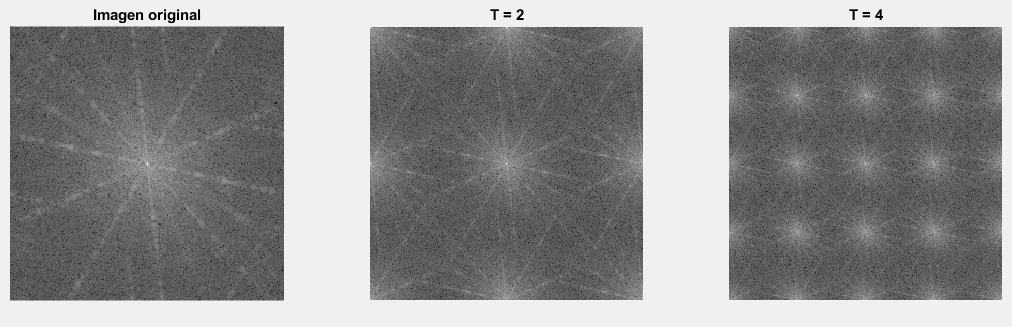 Imagen original
T = 2
T = 4